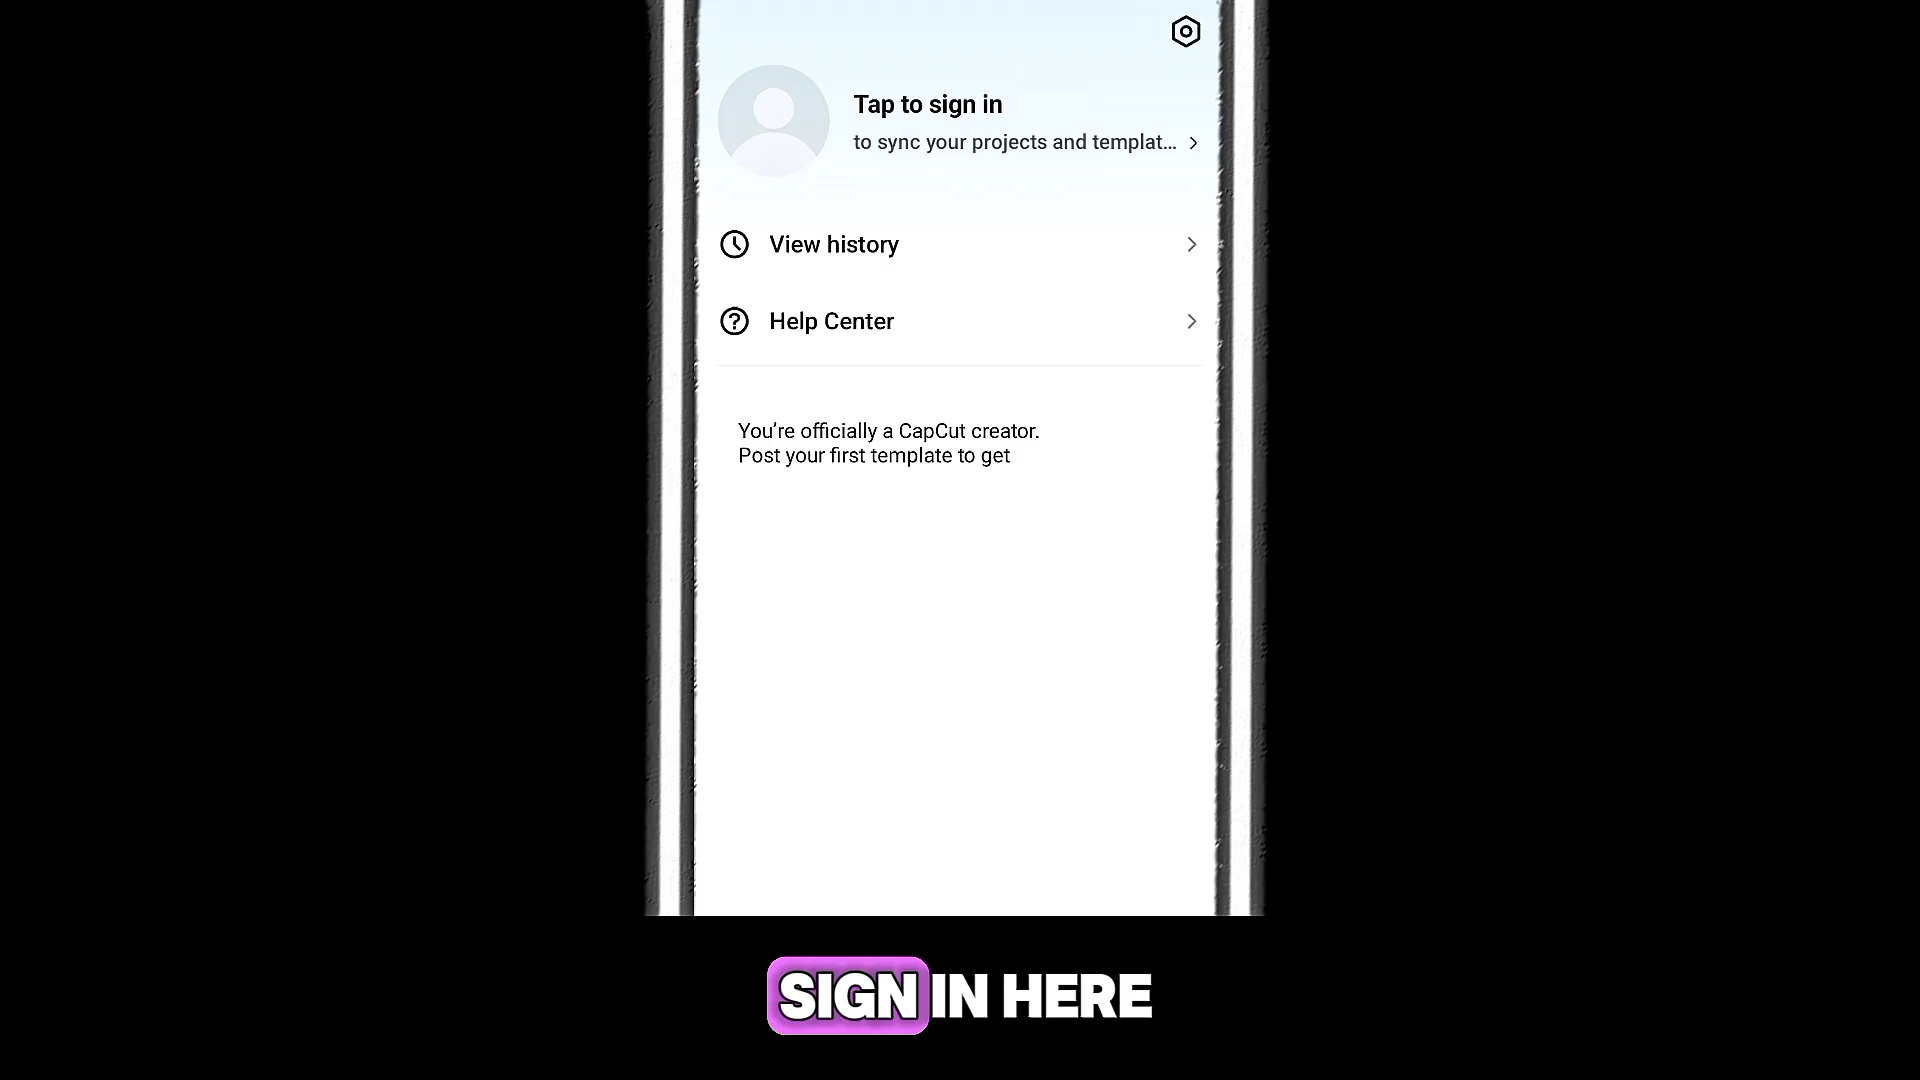 Tap to sign in
to sync your projects and templat...
View history
Help Center
You’re officially a CapCut creator.
Post your first template to get
SIGN IN HERE